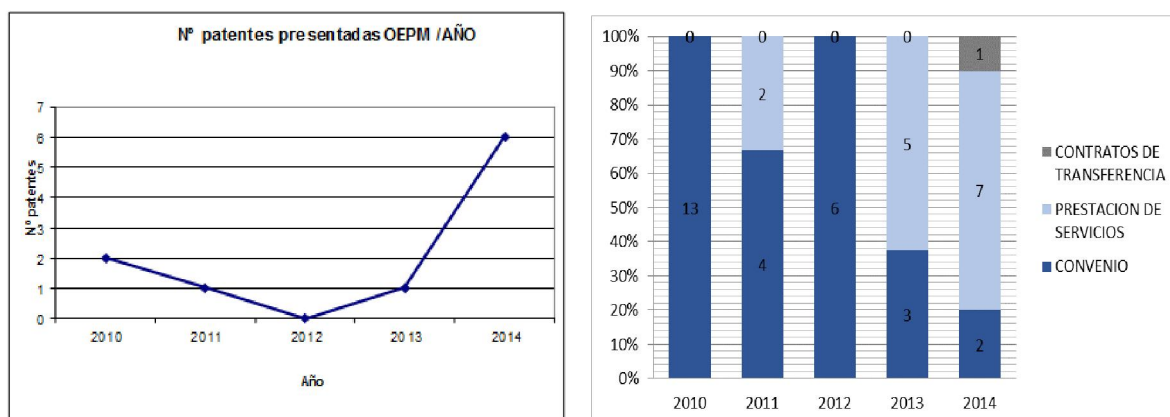 Nº patentes presentadas OEPM /AÑO
7
6
5
4
3
2
1
0
Nº patentes
2010 2011 2012 2013 2014
Año
100%
90%
80%
70%
60%
50%
40%
30%
20%
10%
0%
0 0 0 0 1
2 5 7
13 4 6 3 2
2010 2011 2012 2013 2014
CONTRATOS DE
TRANSFERENCIA
PRESTACION DE
SERVICIOS
CONVENIO